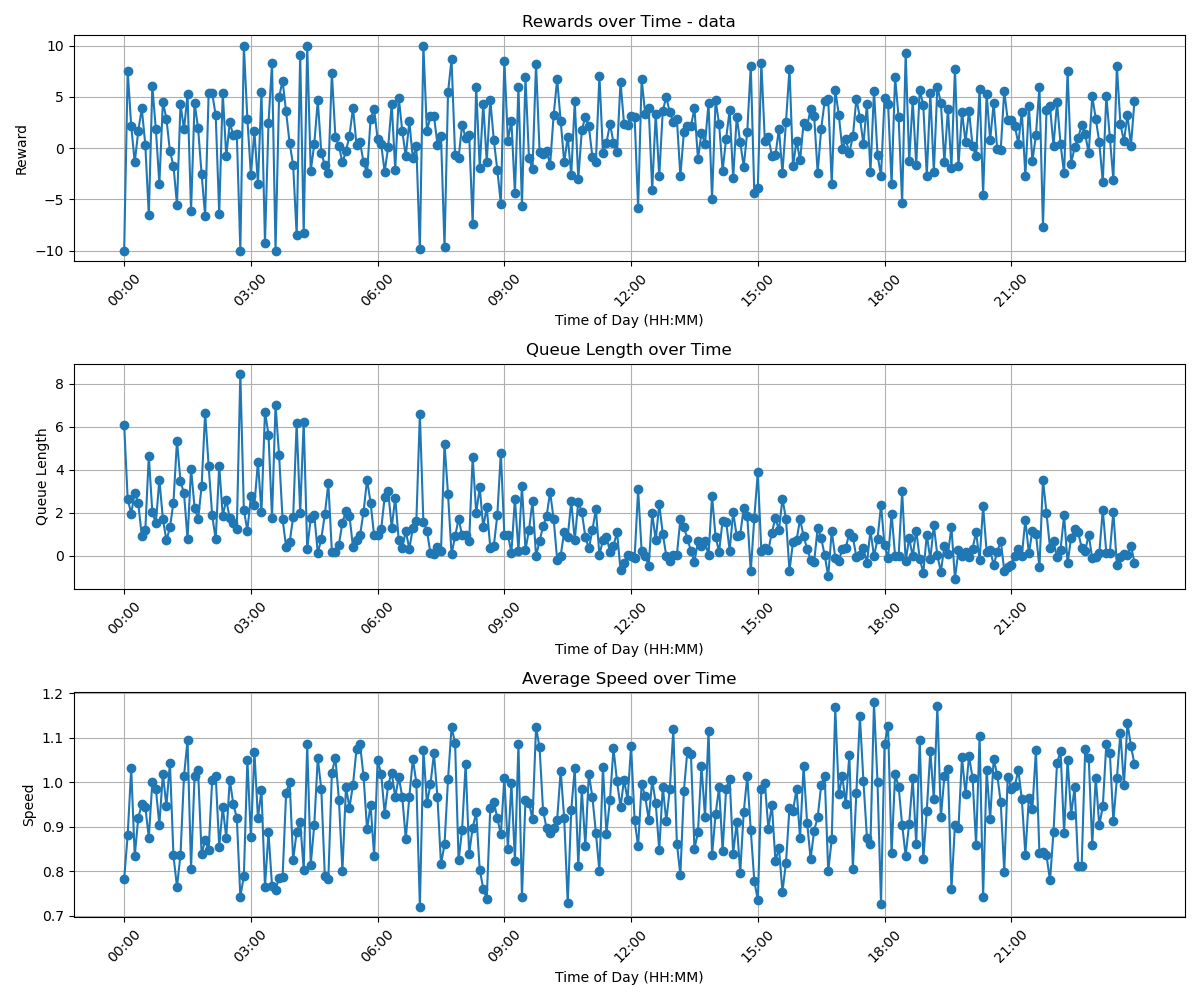 Rewards over Time - data
10
5
0
−5
−10
Reward
00:00 03:00 06:00 09:00 12:00 15:00 18:00 21:00
Time of Day (HH:MM)
Queue Length over Time
8
6
4
2
0
Queue Length
00:00 03:00 06:00 09:00 12:00 15:00 18:00 21:00
Time of Day (HH:MM)
Average Speed over Time
1.2
1.1
1.0
0.9
0.8
0.7
Speed
00:00 03:00 06:00 09:00 12:00 15:00 18:00 21:00
Time of Day (HH:MM)